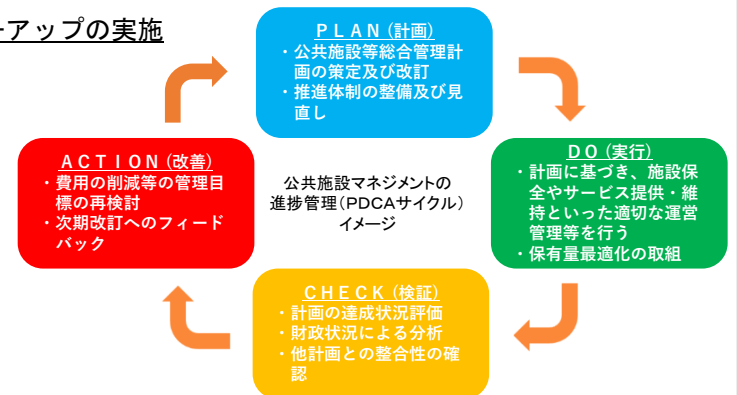 ーアップの実施
PLAN(計画)
・公共施設等総合管理計
画の策定及び改訂
・推進体制の整備及び見
直し
DO(実行)
・計画に基づき、施設保
全やサービス提供・維
持といった適切な運営
管理等を行う
・保有量最適化の取組
CHECK(検証)
・計画の達成状況評価
・財政状況による分析
・他計画との整合性の確
認
ACTION(改善)
・費用の削減等の管理目
標の再検討
・次期改訂へのフィード
バック
公共施設マネジメントの
進捗管理(PDCAサイクル)
イメージ